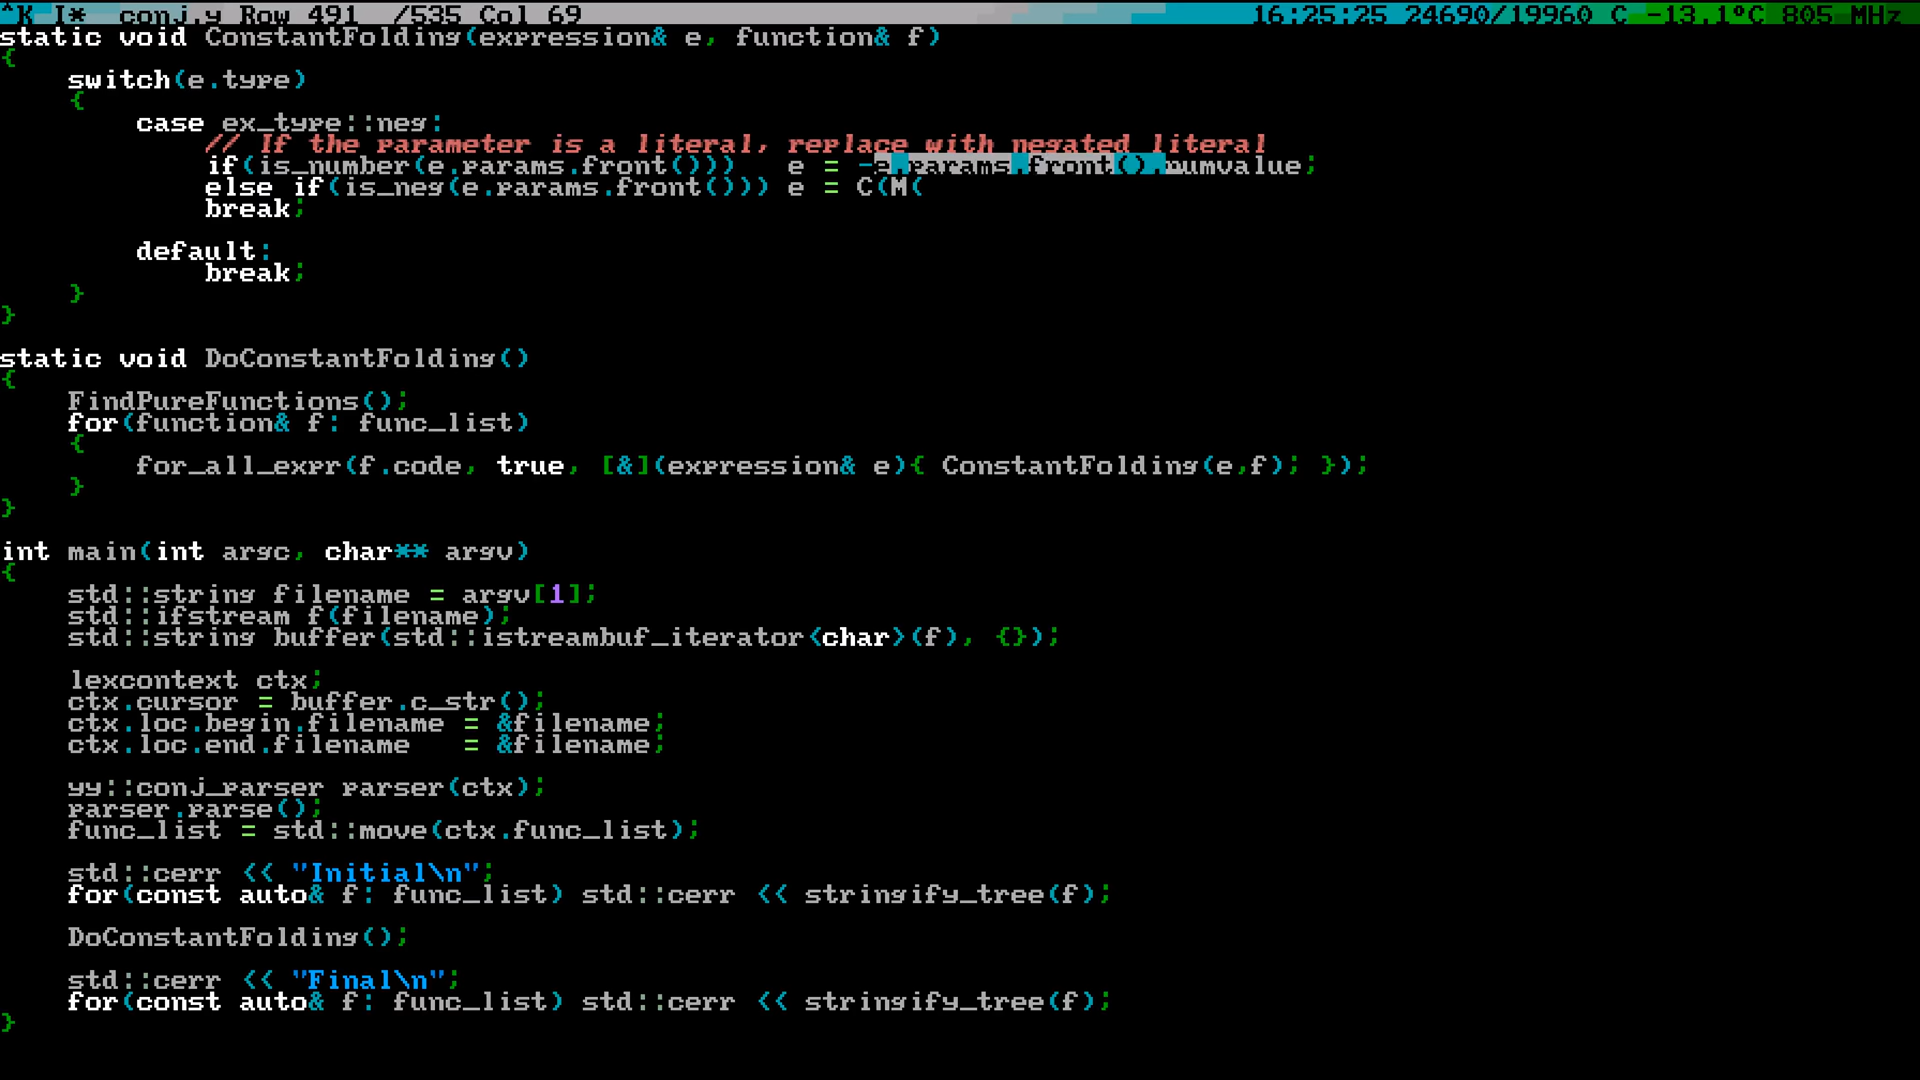 ^K I*  conj.y Row 491  /535 Col 69 16:25:25 24690/19960 C -13.1ºC 805 MHz
static void ConstantFolding(expression& e, function& f)
{
    switch(e.type)
    {
        case ex_type::neg:
            // If the parameter is a literal, replace with negated literal
            if(is_number(e.params.front()))   e = -e.params.front().numvalue;
            else if(is_neg(e.params.front())) e = C(M(
            break;

        default:
            break;
    }
}

static void DoConstantFolding()
{
    FindPureFunctions();
    for(function& f: func_list)
    {
        for_all_expr(f.code, true, [&](expression& e){ ConstantFolding(e,f); });
    }
}

int main(int argc, char** argv)
{
    std::string filename = argv[1];
    std::ifstream f(filename);
    std::string buffer(std::istreambuf_iterator<char>(f), {});

    lexcontext ctx;
    ctx.cursor = buffer.c_str();
    ctx.loc.begin.filename = &filename;
    ctx.loc.end.filename   = &filename;

    yy::conj_parser parser(ctx);
    parser.parse();
    func_list = std::move(ctx.func_list);

    std::cerr << "Initial\n";
    for(const auto& f: func_list) std::cerr << stringify_tree(f);

    DoConstantFolding();

    std::cerr << "Final\n";
    for(const auto& f: func_list) std::cerr << stringify_tree(f);
}